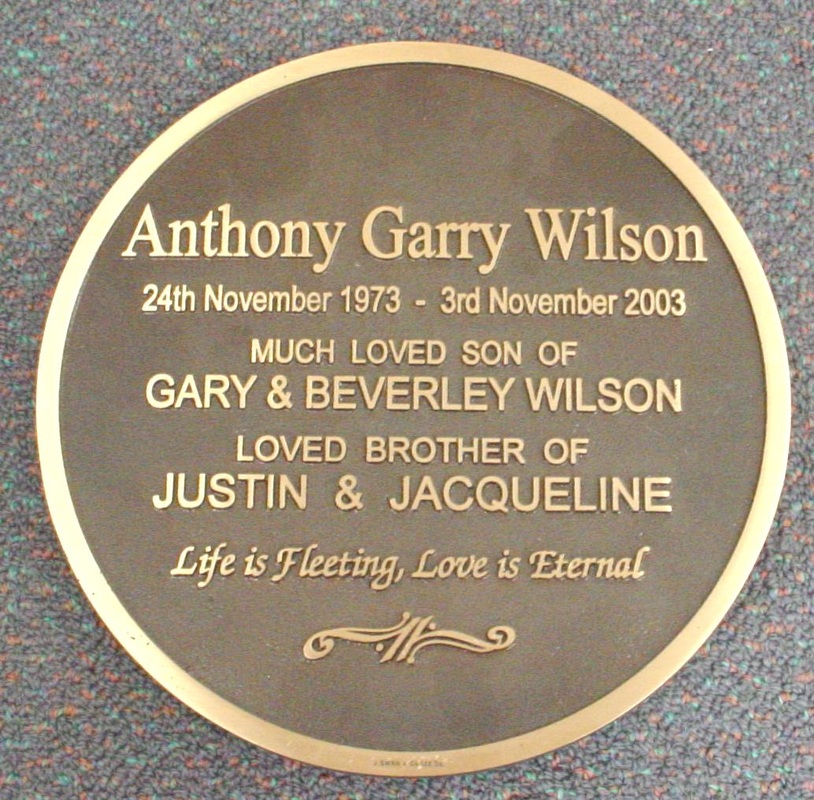 Anthony Garry Wilson
24th November 1973 - 3rd November 2003
MUCH LOVED SON OF
GARY & BEVERLEY WILSON
LOVED BROTHER OF
JUSTIN & JACQUELINE
Life is Fleeting, Love is Eternal